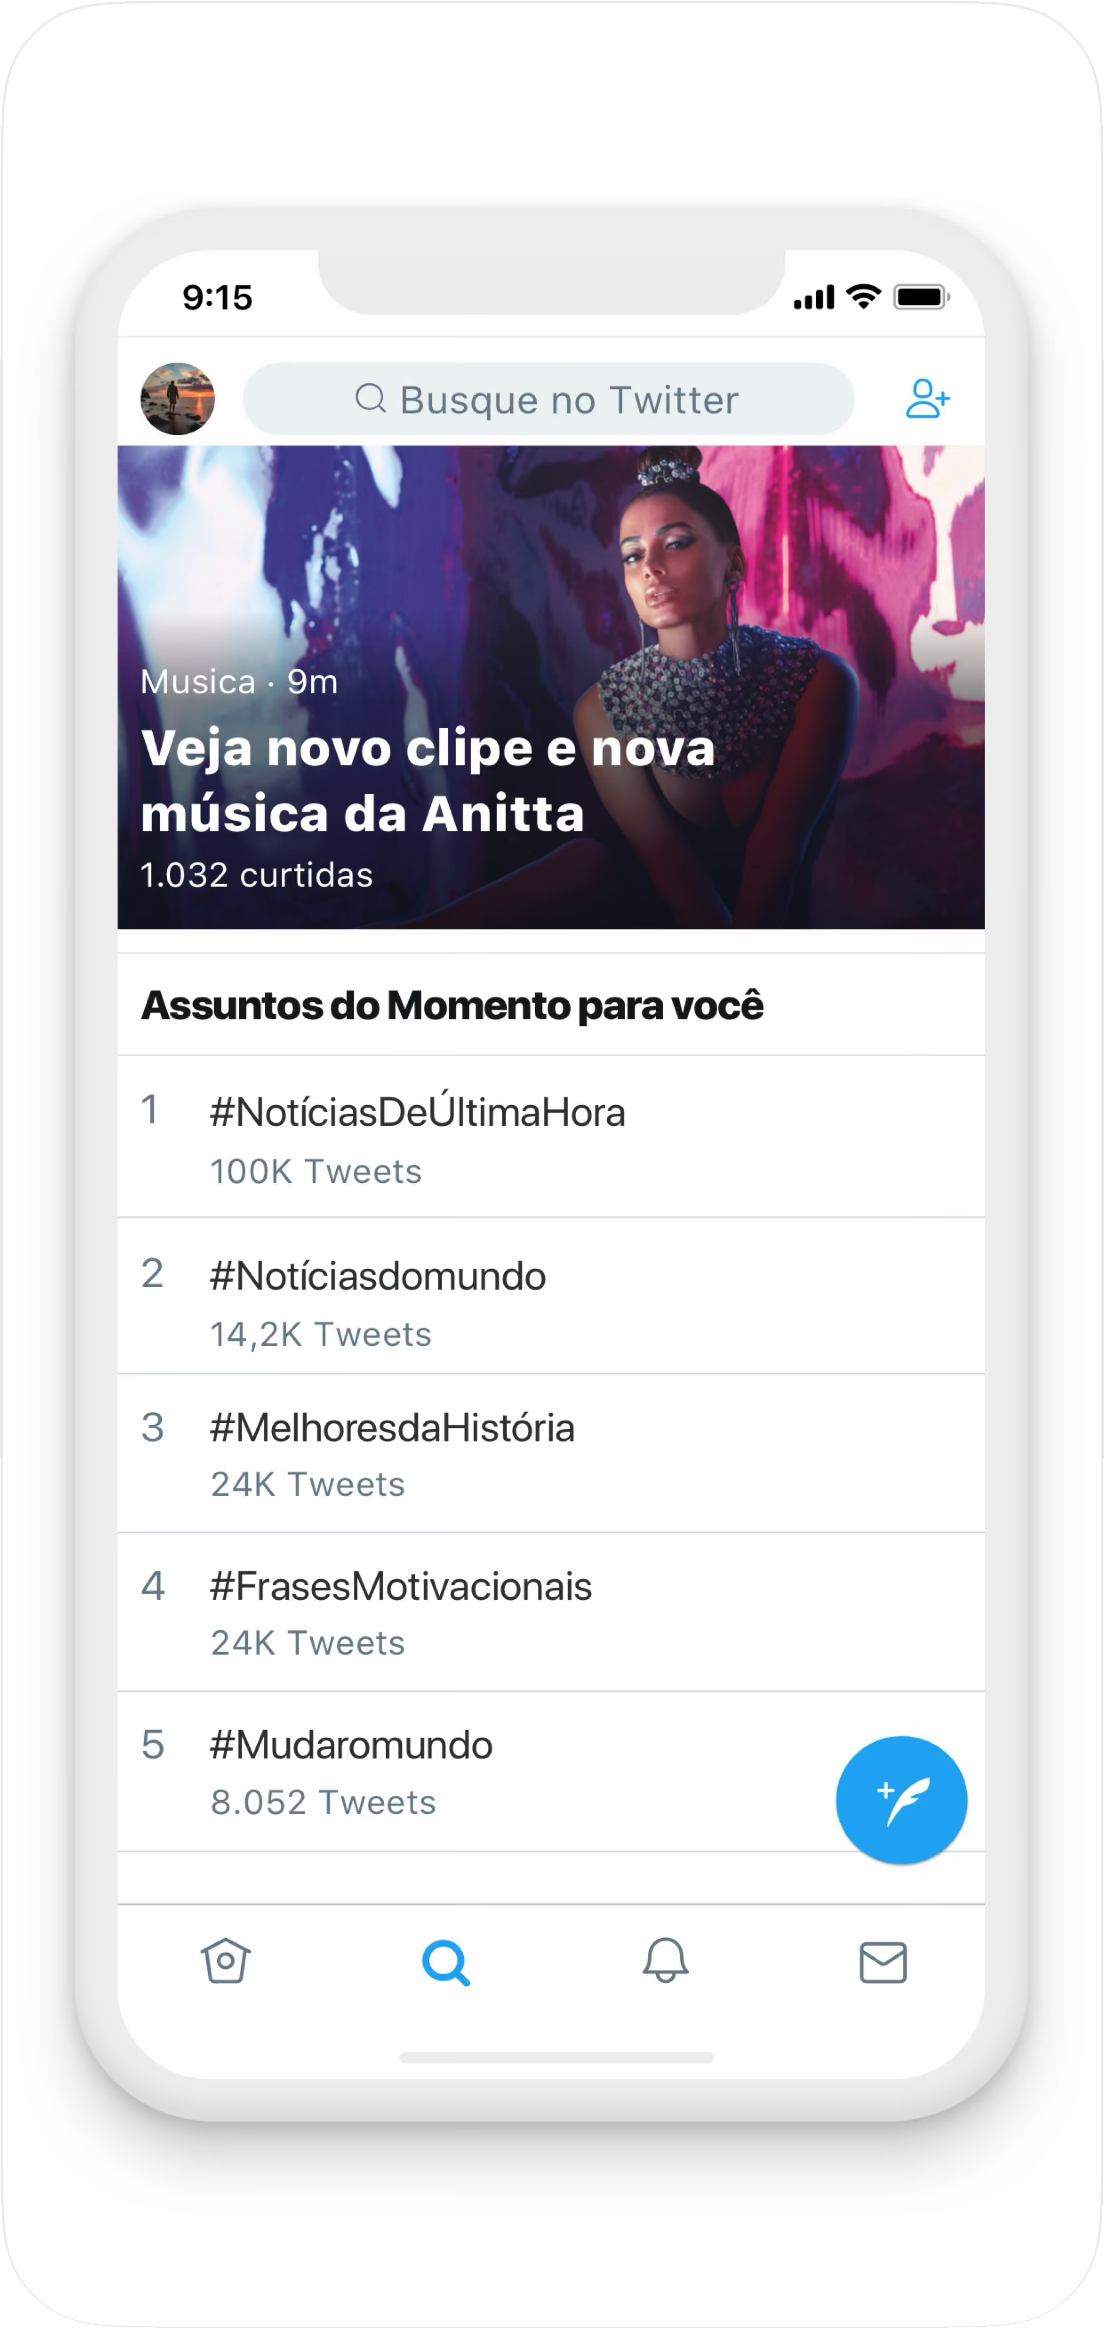 9:15
Busque no Twitter
Musica · 9m
Veja novo clipe e nova
música da Anitta
1.032 curtidas
Assuntos do Momento para você
1 #NotíciasDeÚltimaHora
100K Tweets
2 #Notíciasdomundo
14,2K Tweets
3 #MelhoresdaHistória
24K Tweets
4 #FrasesMotivacionais
24K Tweets
5 #Mudaromundo
8.052 Tweets